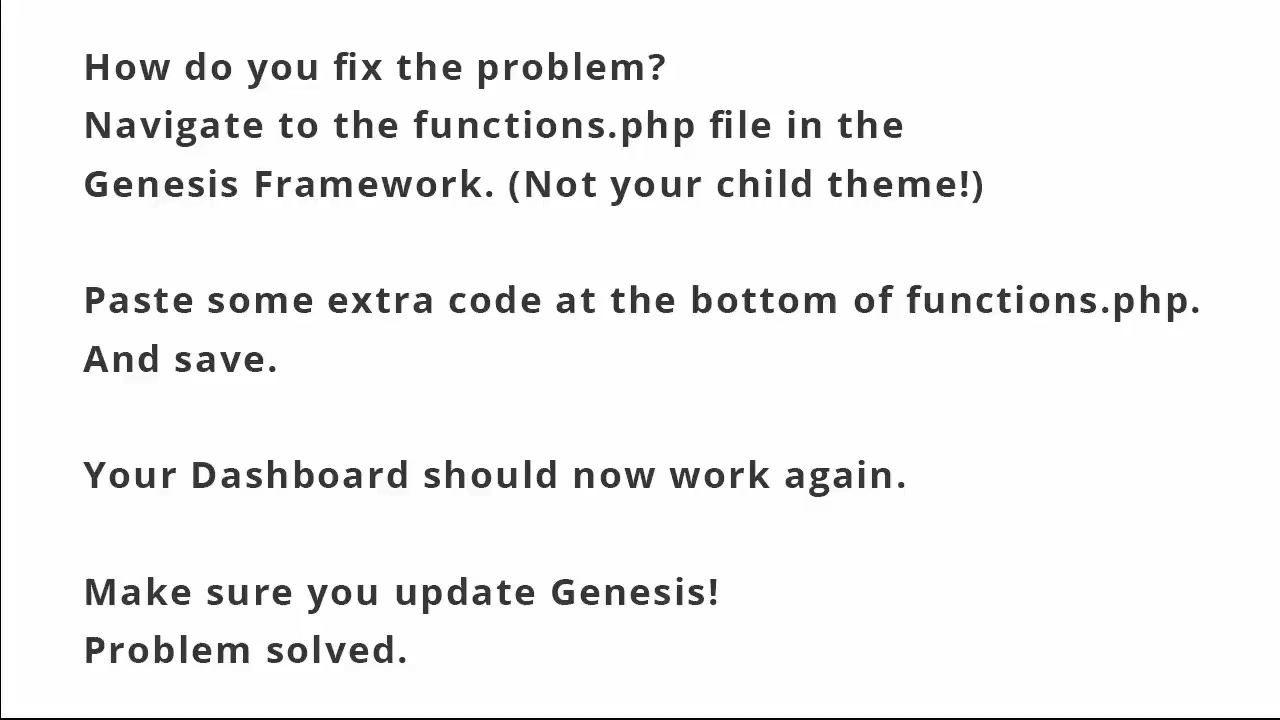 How do you fix the problem?
Navigate to the functions.php file in the
Genesis Framework. (Not your child theme!)
Paste some extra code at the bottom of functions.php.
And save.
Your Dashboard should now work again.
Make sure you update Genesis!
Problem solved.